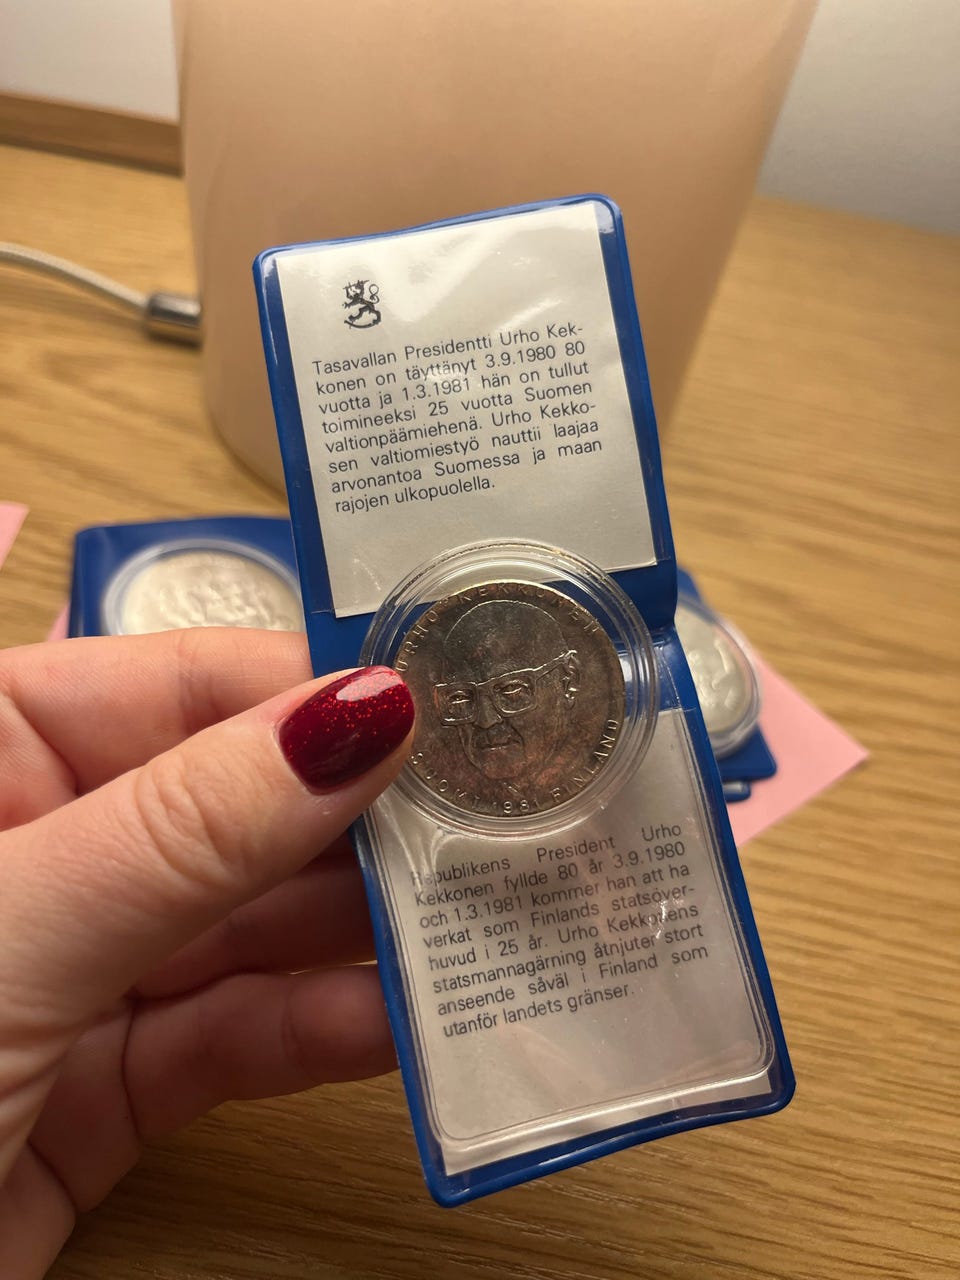 Tasavallan Presidentti Urho Kek-
konen on täyttänyt 3.9.1980 80
vuotta ja 1.3.1981 hän on tullut
toimineeksi 25 vuotta Suomen
valtionpäämiehenä. Urho Kekko-
sen valtiomiestyö nauttii laajaa
arvonantoa Suomessa ja maan
rajojen ulkopuolella.
URHO KEKKONEN
SUOMI 1981 FINLAND
Republikens President Urho
Kekkonen fyllde 80 år 3.9.1980
och 1.3.1981 kommer han att ha
verkat som Finlands statsöver-
huvud i 25 år. Urho Kekkonens
statsmannagärning åtnjuter stort
anseende såväl i Finland som
utanför landets gränser.